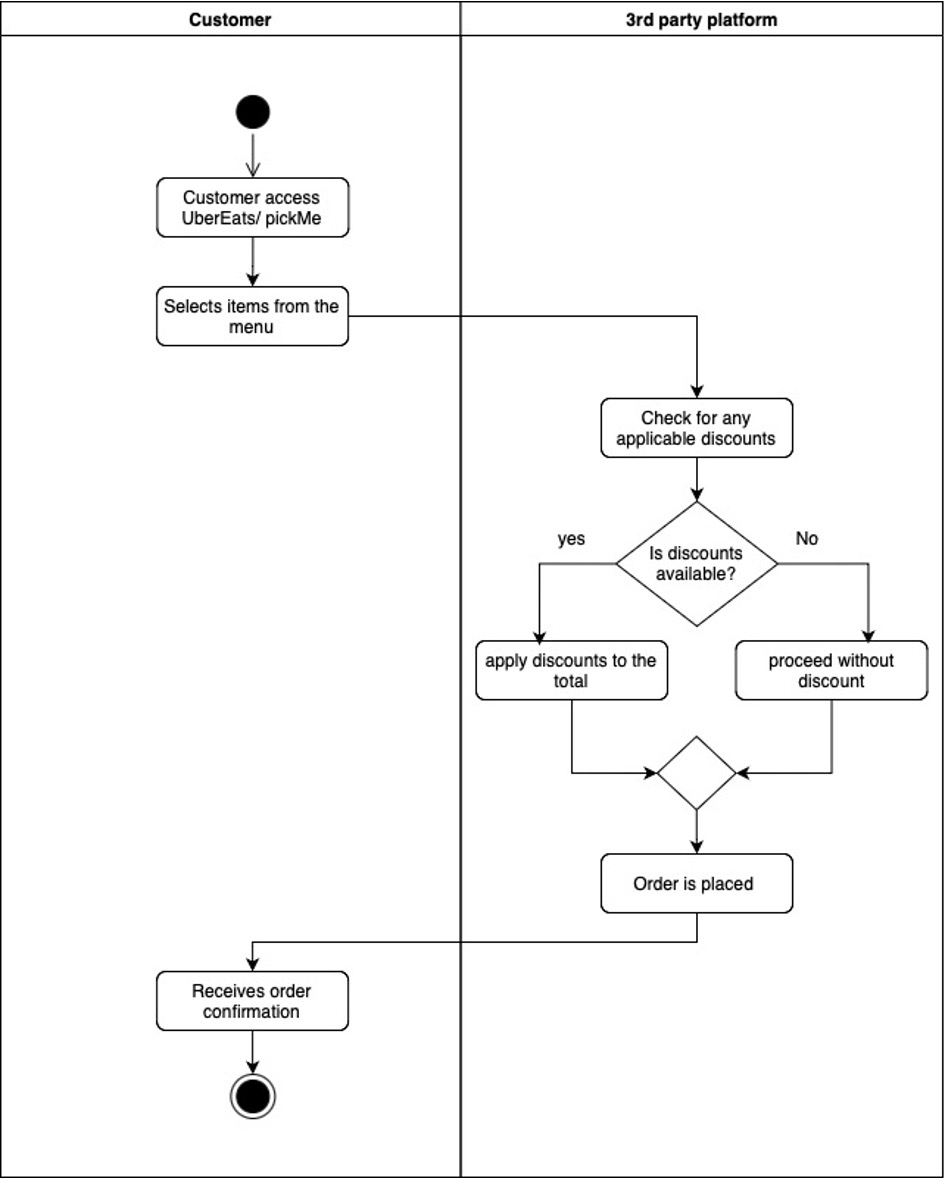 Customer
3rd party platform
Customer access
UberEats/ pickMe
Selects items from the
menu
Check for any
applicable discounts
yes
Is discounts
available?
No
apply discounts to the
total
proceed without
discount
Order is placed
Receives order
confirmation